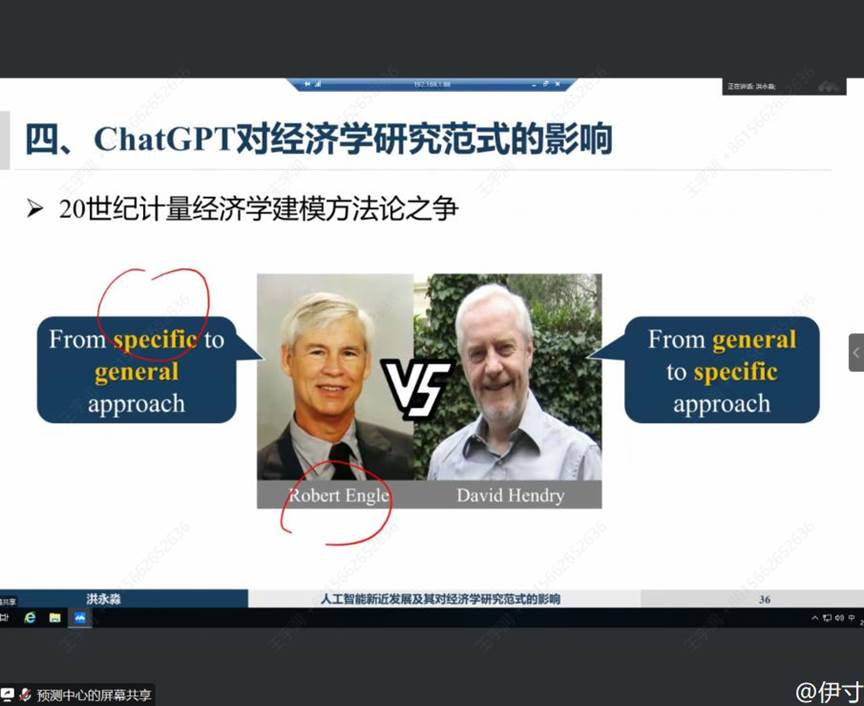 192.168.1.88
正在讲话: 洪永淼;
四、ChatGPT对经济学研究范式的影响
20世纪计量经济学建模方法论之争
From specific to
general
approach
VS
From general
to specific
approach
Robert Engle
David Hendry
洪永淼
人工智能新近发展及其对经济学研究范式的影响
36
中
预测中心的屏幕共享
@伊寸